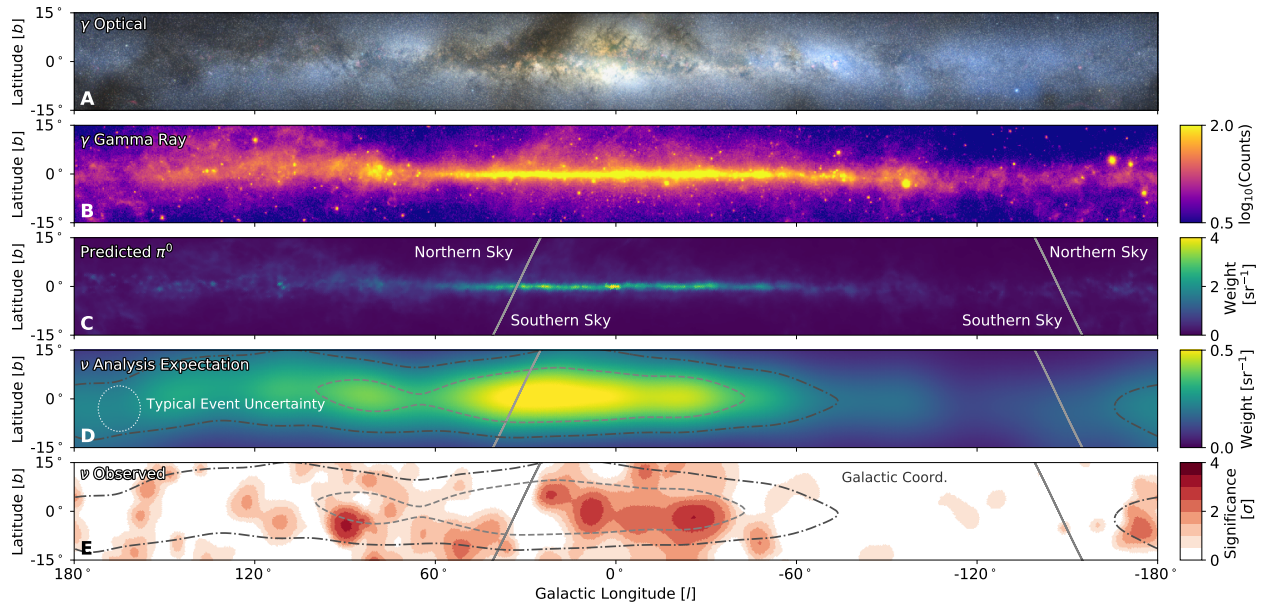 15°
Latitude [b]
0°
-15°
γ Optical
A
15°
Latitude [b]
0°
-15°
γ Gamma Ray
B
2.0
0.5
log₁₀(Counts)
15°
Latitude [b]
0°
-15°
Predicted π⁰
C
Northern Sky
Northern Sky
Southern Sky
Southern Sky
4
2
0
Weight
[sr⁻¹]
15°
Latitude [b]
0°
-15°
ν Analysis Expectation
Typical Event Uncertainty
D
0.5
0.0
Weight [sr⁻¹]
15°
Latitude [b]
0°
-15°
ν Observed
Galactic Coord.
E
4
2
0
Significance
[σ]
180 120 60° 0° -60 -120 -180
Galactic Longitude [l]